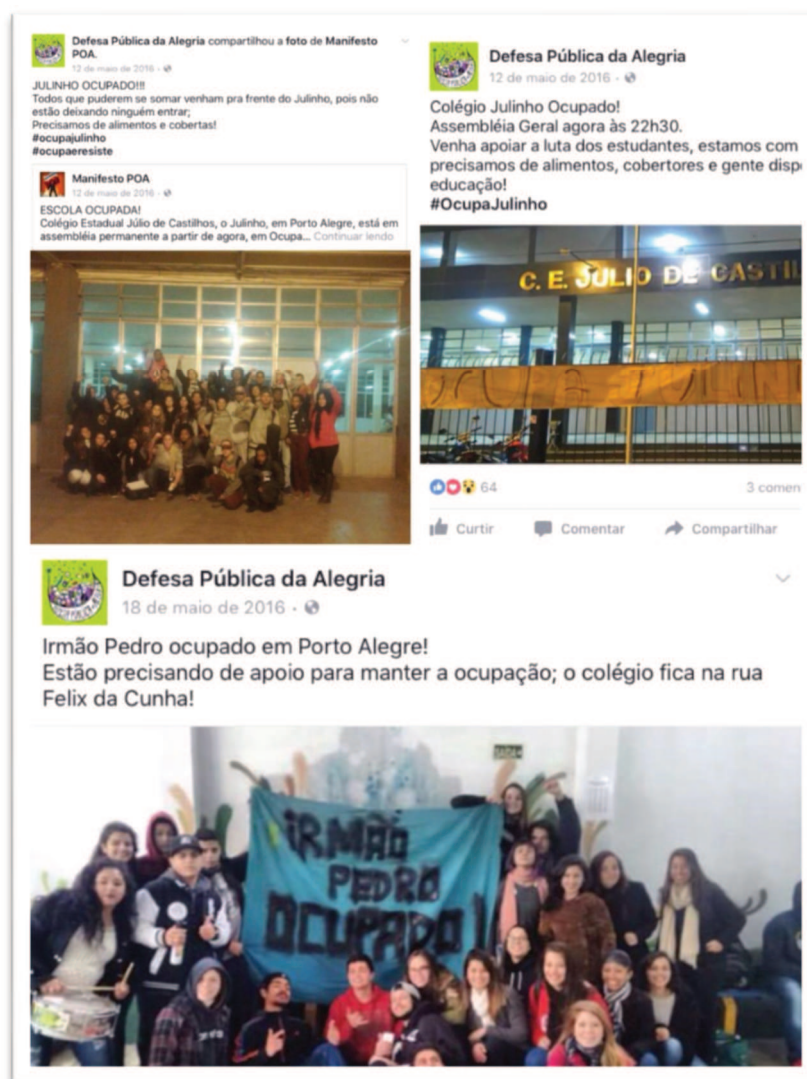 Defesa Pública da Alegria compartilhou a foto de Manifesto
POA.
12 de maio de 2016 ·
JULINHO OCUPADO!!!
Todos que puderem se somar venham pra frente do Julinho, pois não
estão deixando ninguém entrar;
Precisamos de alimentos e cobertas!
#ocupajulinho
#ocupaeresiste
Manifesto POA
12 de maio de 2016 ·
ESCOLA OCUPADA!
Colégio Estadual Júlio de Castilhos, o Julinho, em Porto Alegre, está em
assembléia permanente a partir de agora, em Ocupa... Continuar lendo
Defesa Pública da Alegria
12 de maio de 2016 ·
Colégio Julinho Ocupado!
Assembléia Geral agora às 22h30.
Venha apoiar a luta dos estudantes, estamos com
precisamos de alimentos, cobertores e gente disp
educação!
#OcupaJulinho
C. E. JULIO DE CASTIL
OCUPA JULIN
64
3 comen
Curtir Comentar Compartilhar
Defesa Pública da Alegria
18 de maio de 2016 ·
Irmão Pedro ocupado em Porto Alegre!
Estão precisando de apoio para manter a ocupação; o colégio fica na rua
Felix da Cunha!
IRMÃO
PEDRO
OCUPADO!